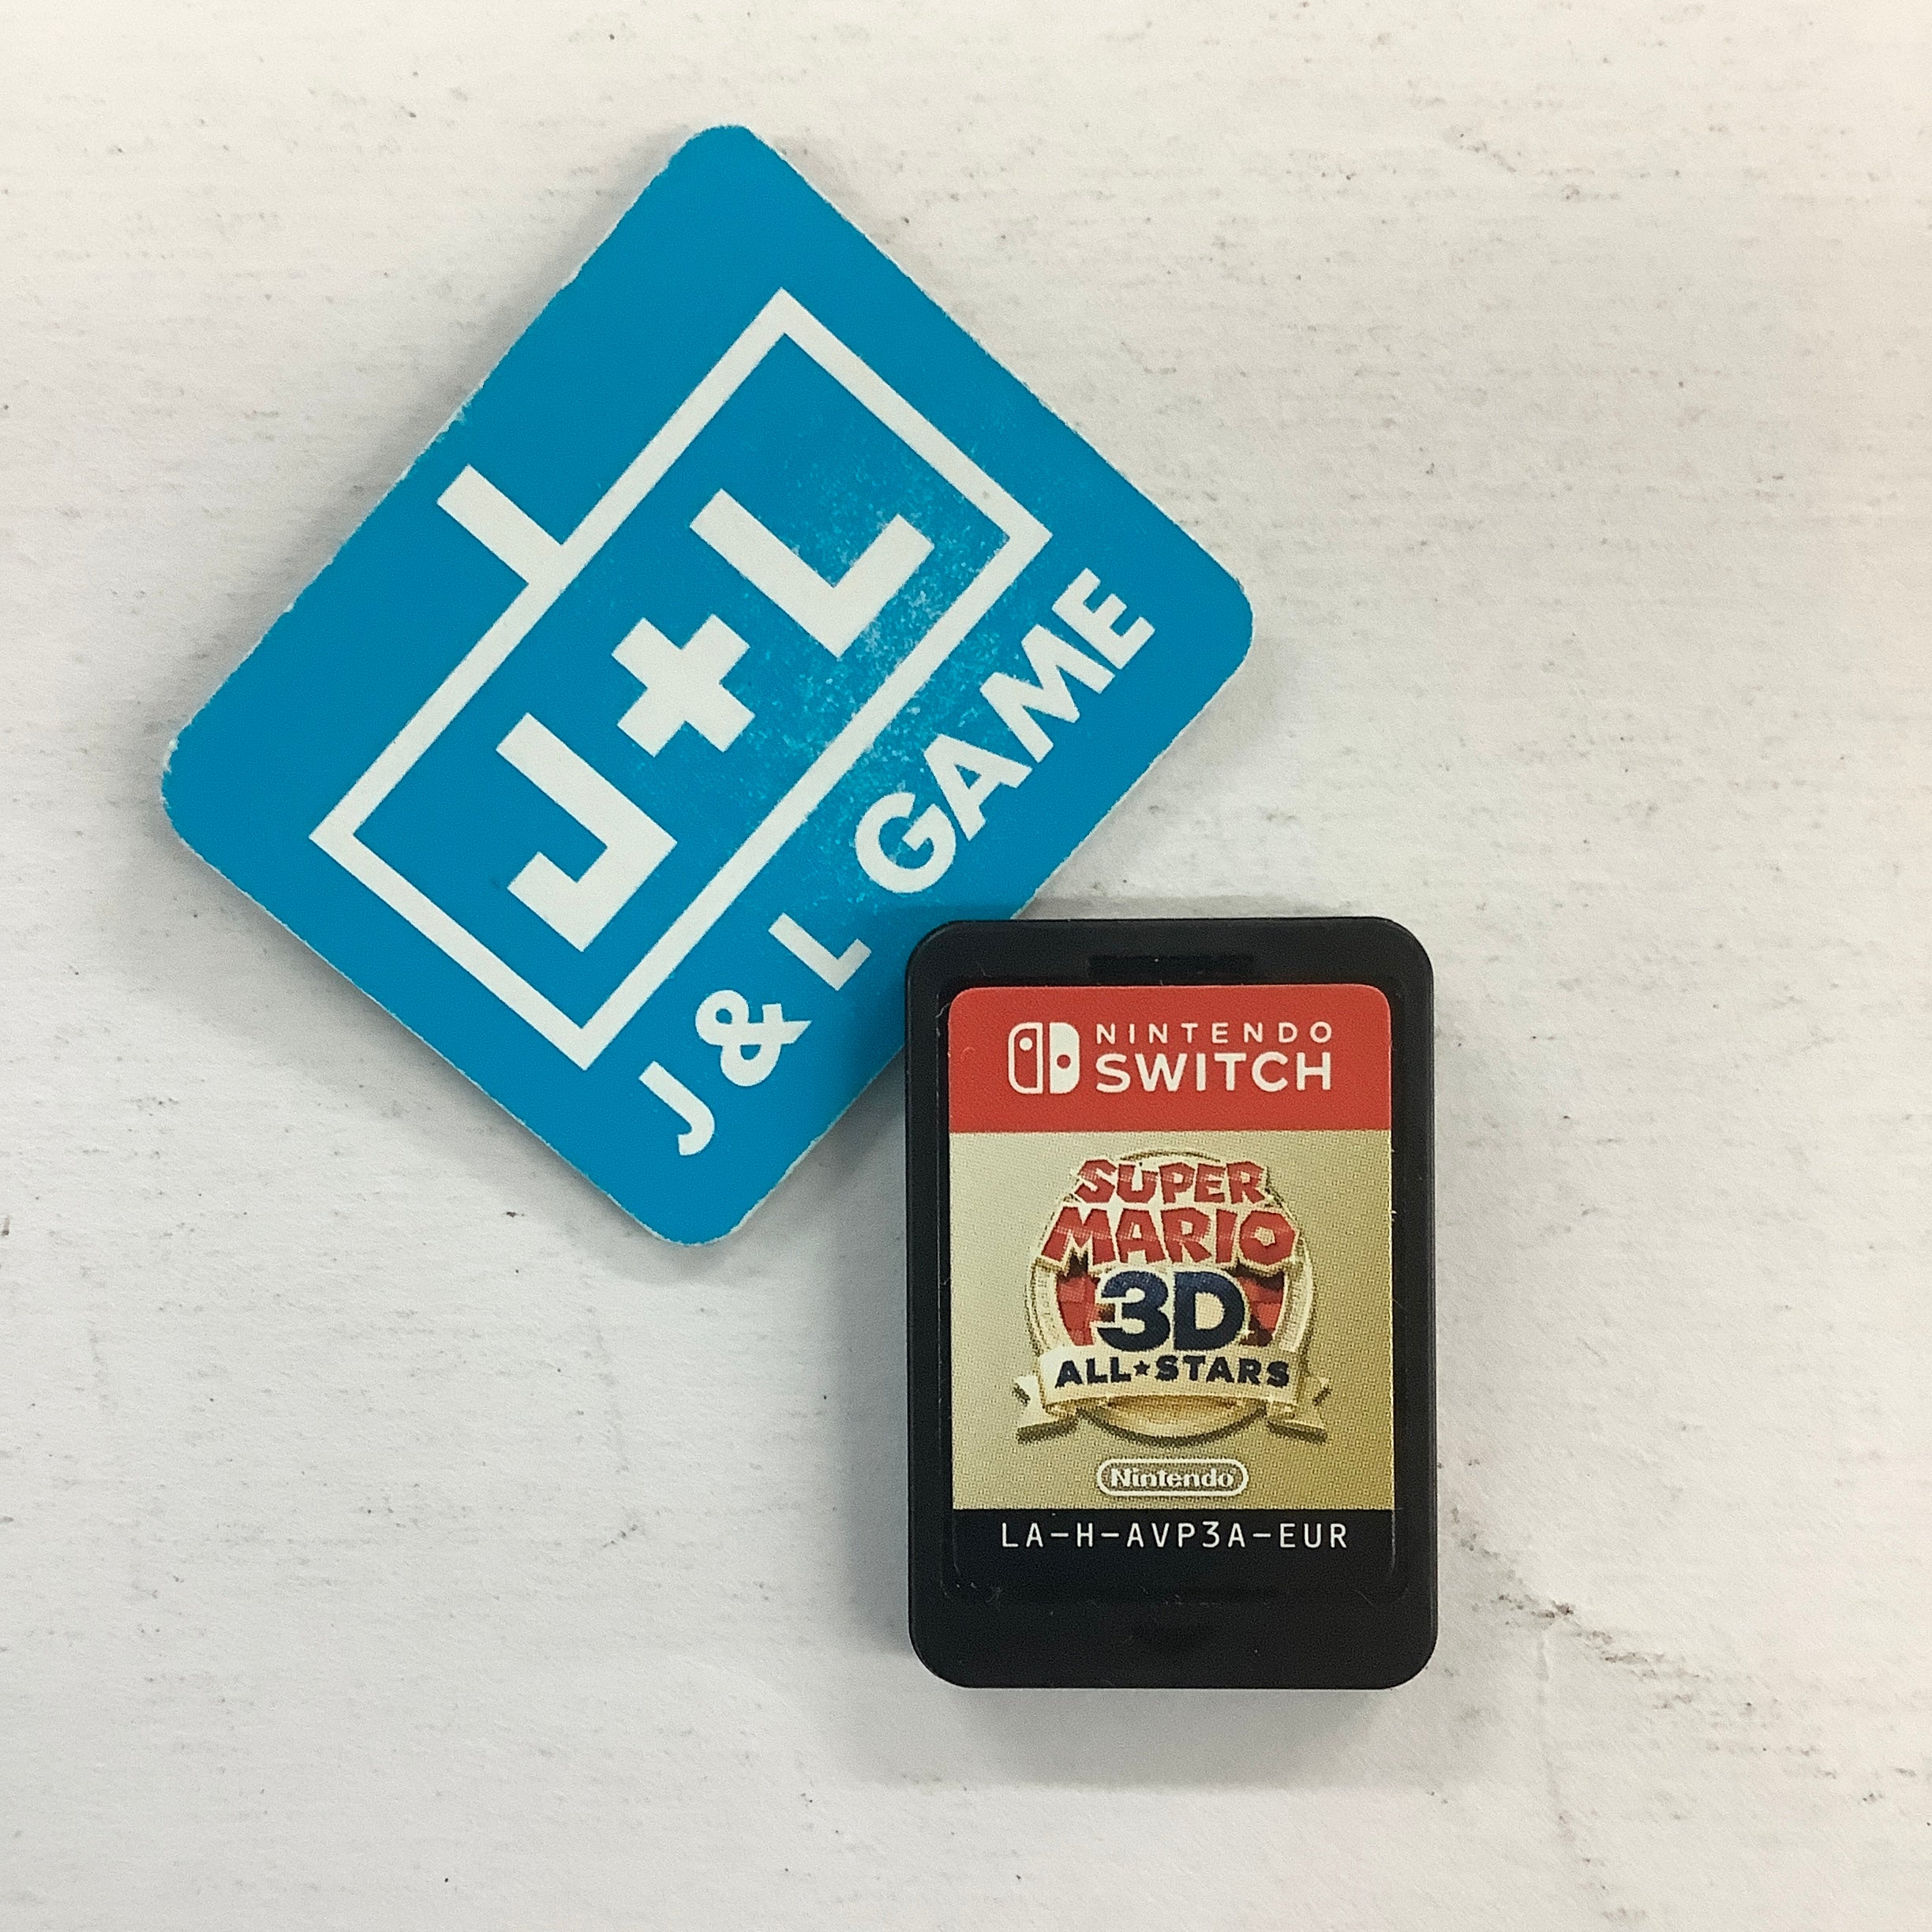 J+L
J & L GAME
NINTENDO
SWITCH
SUPER
MARIO
3D
ALL★STARS
Nintendo
LA-H-AVP3A-EUR